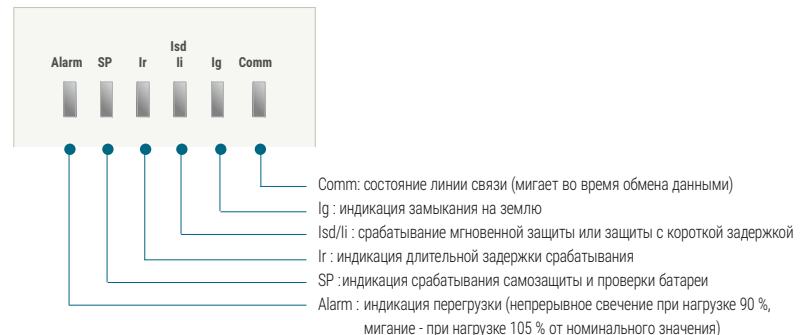 Isd
Alarm SP Ir Ii Ig Comm
Comm: состояние линии связи (мигает во время обмена данными)
Ig : индикация замыкания на землю
Isd/Ii : срабатывание мгновенной защиты или защиты с короткой задержкой
Ir : индикация длительной задержки срабатывания
SP :индикация срабатывания самозащиты и проверки батареи
Alarm : индикация перегрузки (непрерывное свечение при нагрузке 90 %,
мигание - при нагрузке 105 % от номинального значения)